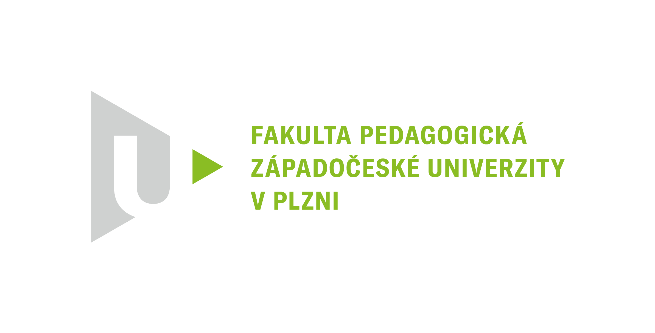 FAKULTA PEDAGOGICKÁ
ZÁPADOČESKÉ UNIVERZITY
V PLZNI